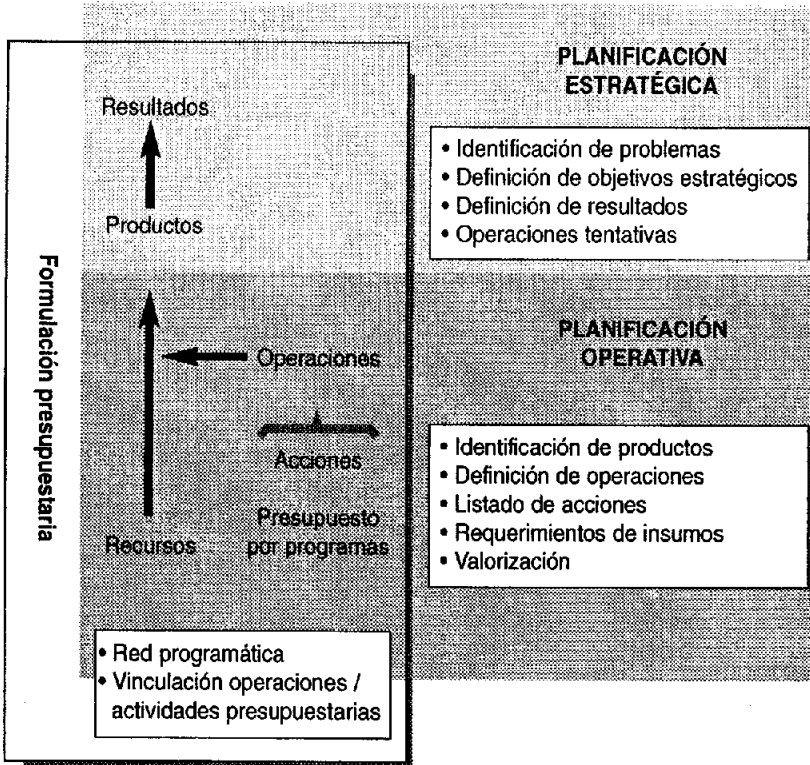 PLANIFICACIÓN
ESTRATÉGICA
Resultados
Productos
• Identificación de problemas
• Definición de objetivos estratégicos
• Definición de resultados
• Operaciones tentativas
Formulación presupuestaria
PLANIFICACIÓN
OPERATIVA
Operaciones
Acciones
Presupuesto
por programas
Recursos
• Identificación de productos
• Definición de operaciones
• Listado de acciones
• Requerimientos de insumos
• Valorización
• Red programática
• Vinculación operaciones /
actividades presupuestarias